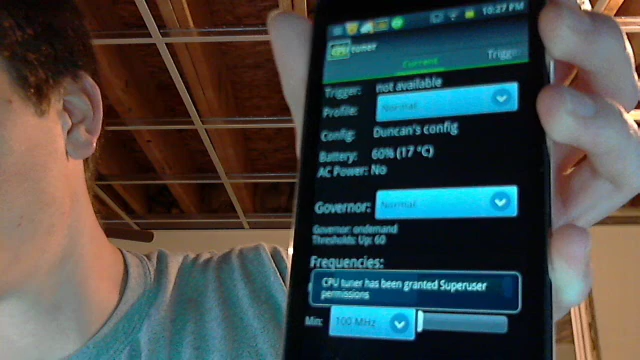 10:27 PM
CPU tuner
Current Trigge
Trigger: not available
Profile: Normal
Config: Duncan's config
Battery: 60% (17 °C)
AC Power: No
Governor: Normal
Governor: ondemand
Thresholds: Up: 60
Frequencies:
CPU tuner has been granted Superuser
permissions
Min: 100 MHz